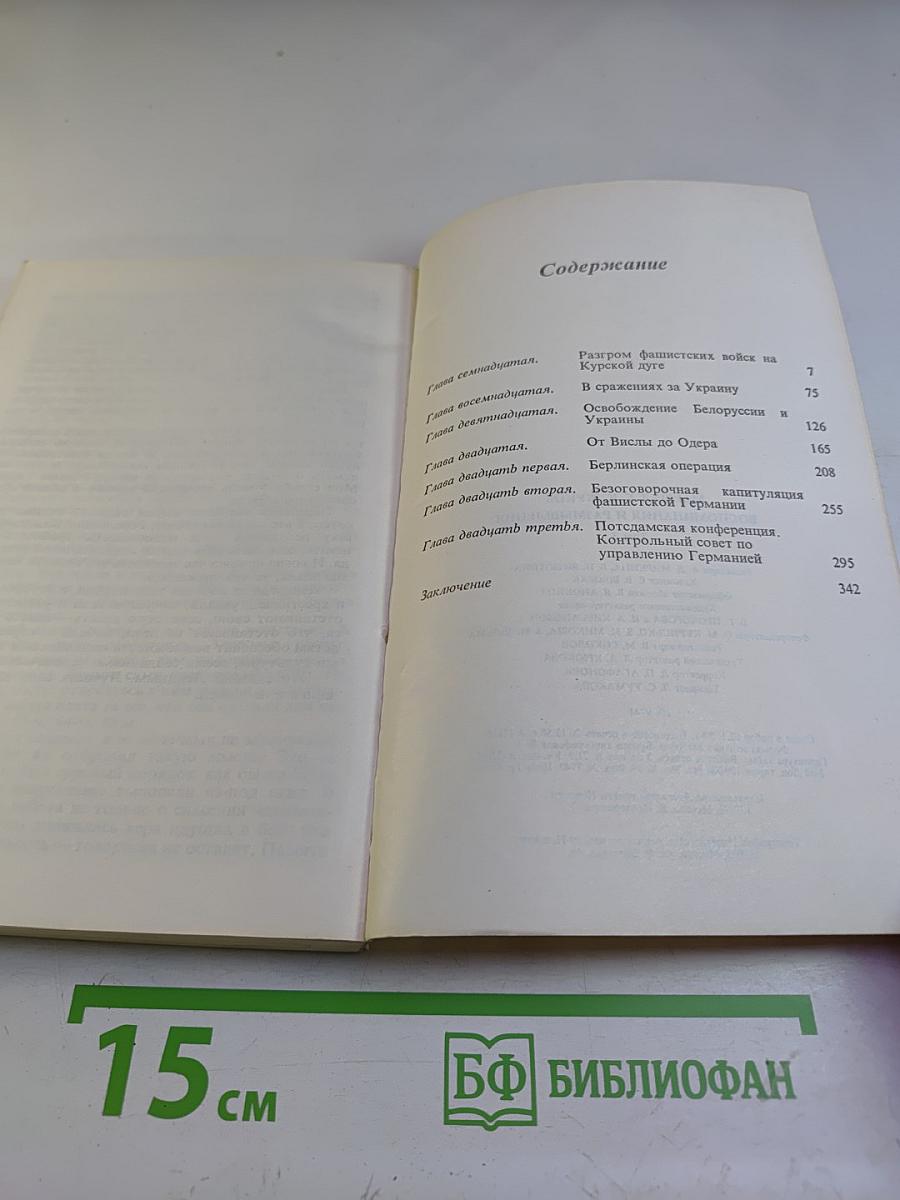 Содержание
Глава семнадцатая. Разгром фашистских войск на
Курской дуге 7
Глава восемнадцатая. В сражениях за Украину 75
Глава девятнадцатая. Освобождение Белоруссии и
Украины 126
Глава двадцатая. От Вислы до Одера 165
Глава двадцать первая. Берлинская операция 208
Глава двадцать вторая. Безоговорочная капитуляция
фашистской Германии 255
Глава двадцать третья. Потсдамская конференция.
Контрольный совет по
управлению Германией 295
Заключение 342
15 см
БФ БИБЛИОФАН